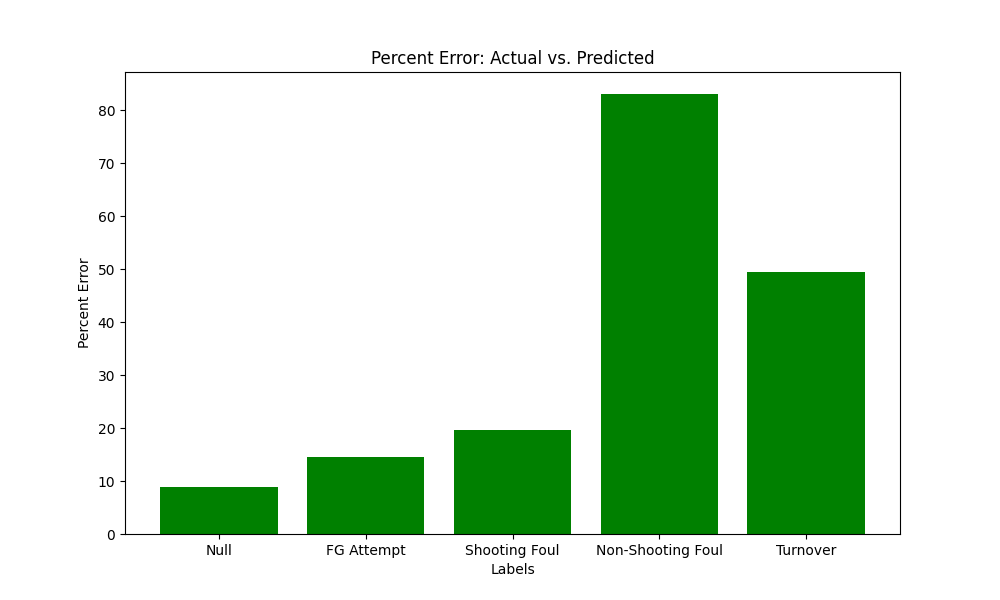 Percent Error: Actual vs. Predicted
Percent Error
80
70
60
50
40
30
20
10
0
Null FG Attempt Shooting Foul Non-Shooting Foul Turnover
Labels